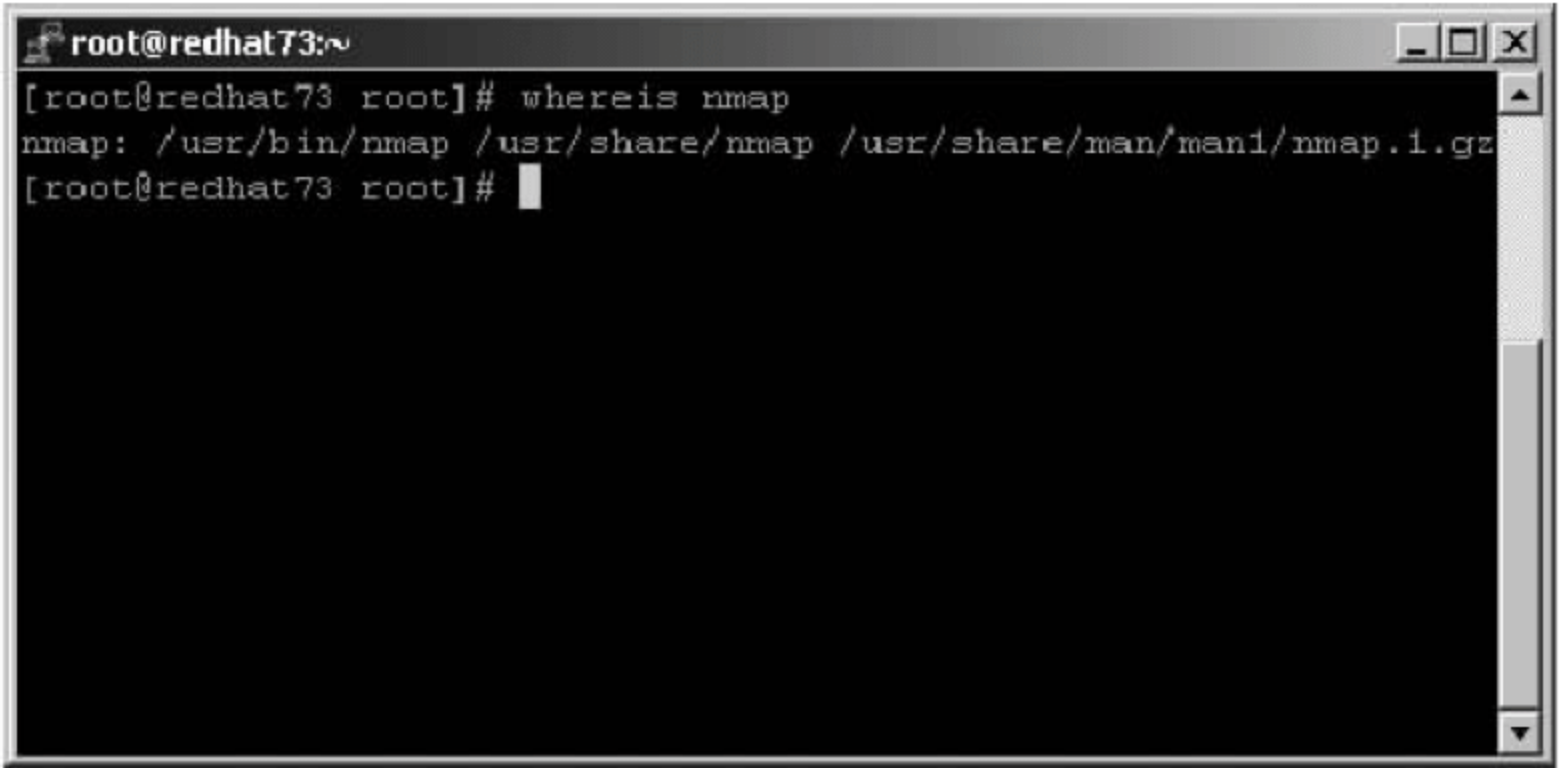 root@redhat73:~
[root@redhat73 root]# whereis nmap
nmap: /usr/bin/nmap /usr/share/nmap /usr/share/man/man1/nmap.1.gz
[root@redhat73 root]#